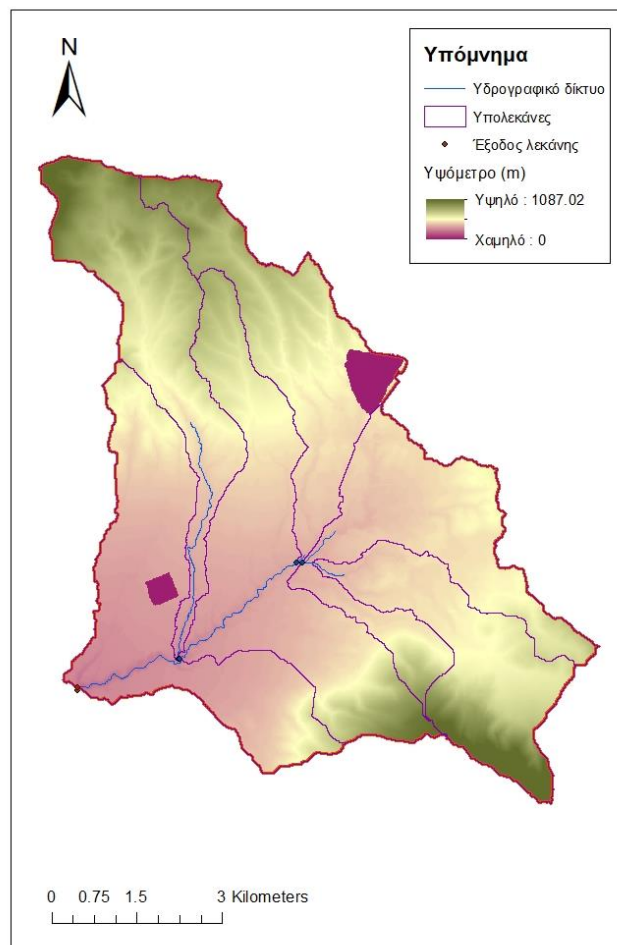 N
Υπόμνημα
Υδρογραφικό δίκτυο
Υπολεκάνες
Έξοδος λεκάνης
Υψόμετρο (m)
Υψηλό : 1087.02
Χαμηλό : 0
0 0.75 1.5 3 Kilometers